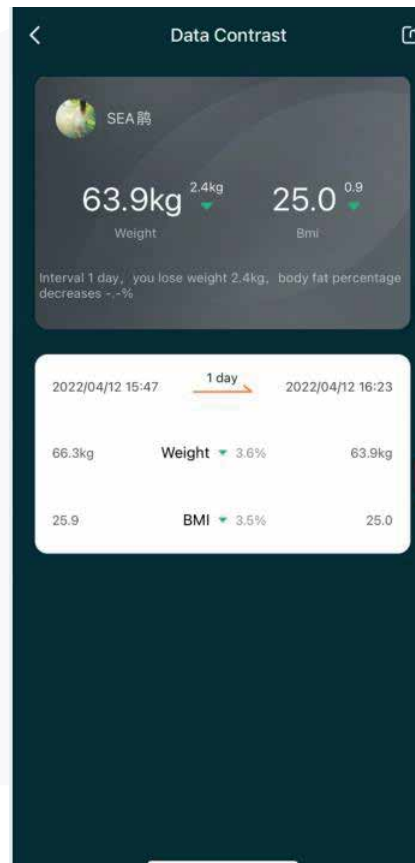 Data Contrast
SEA鹃
63.9kg 2.4kg 25.0 0.9
Weight Bmi
Interval 1 day，you lose weight 2.4kg，body fat percentage
decreases -.-%
2022/04/12 15:47 1 day 2022/04/12 16:23
66.3kg Weight 3.6% 63.9kg
25.9 BMI 3.5% 25.0